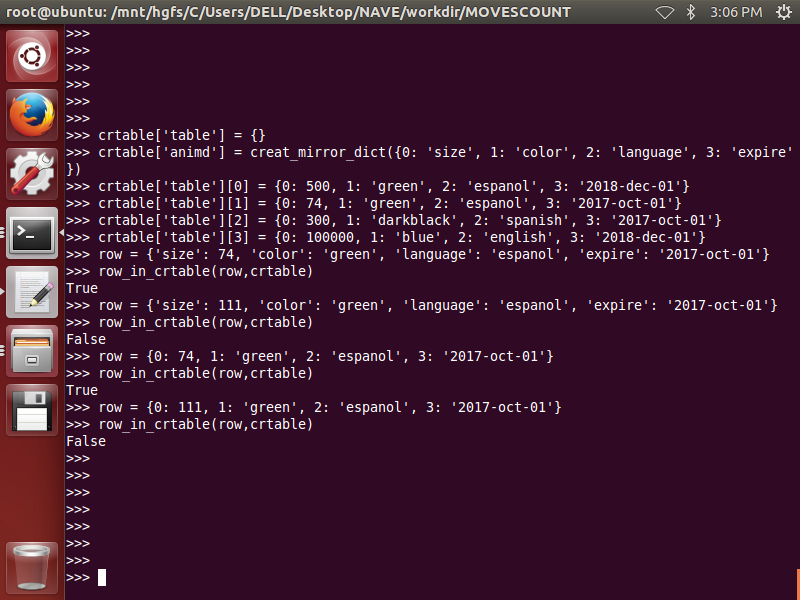 root@ubuntu: /mnt/hgfs/C/Users/DELL/Desktop/NAVE/workdir/MOVESCOUNT 3:06 PM
>>>
>>>
>>>
>>>
>>>
>>>
>>> crtable['table'] = {}
>>> crtable['animd'] = creat_mirror_dict({0: 'size', 1: 'color', 2: 'language', 3: 'expire'
})
>>> crtable['table'][0] = {0: 500, 1: 'green', 2: 'espanol', 3: '2018-dec-01'}
>>> crtable['table'][1] = {0: 74, 1: 'green', 2: 'espanol', 3: '2017-oct-01'}
>>> crtable['table'][2] = {0: 300, 1: 'darkblack', 2: 'spanish', 3: '2017-oct-01'}
>>> crtable['table'][3] = {0: 100000, 1: 'blue', 2: 'english', 3: '2018-dec-01'}
>>> row = {'size': 74, 'color': 'green', 'language': 'espanol', 'expire': '2017-oct-01'}
>>> row_in_crtable(row,crtable)
True
>>> row = {'size': 111, 'color': 'green', 'language': 'espanol', 'expire': '2017-oct-01'}
>>> row_in_crtable(row,crtable)
False
>>> row = {0: 74, 1: 'green', 2: 'espanol', 3: '2017-oct-01'}
>>> row_in_crtable(row,crtable)
True
>>> row = {0: 111, 1: 'green', 2: 'espanol', 3: '2017-oct-01'}
>>> row_in_crtable(row,crtable)
False
>>>
>>>
>>>
>>>
>>>
>>>
>>>
>>>